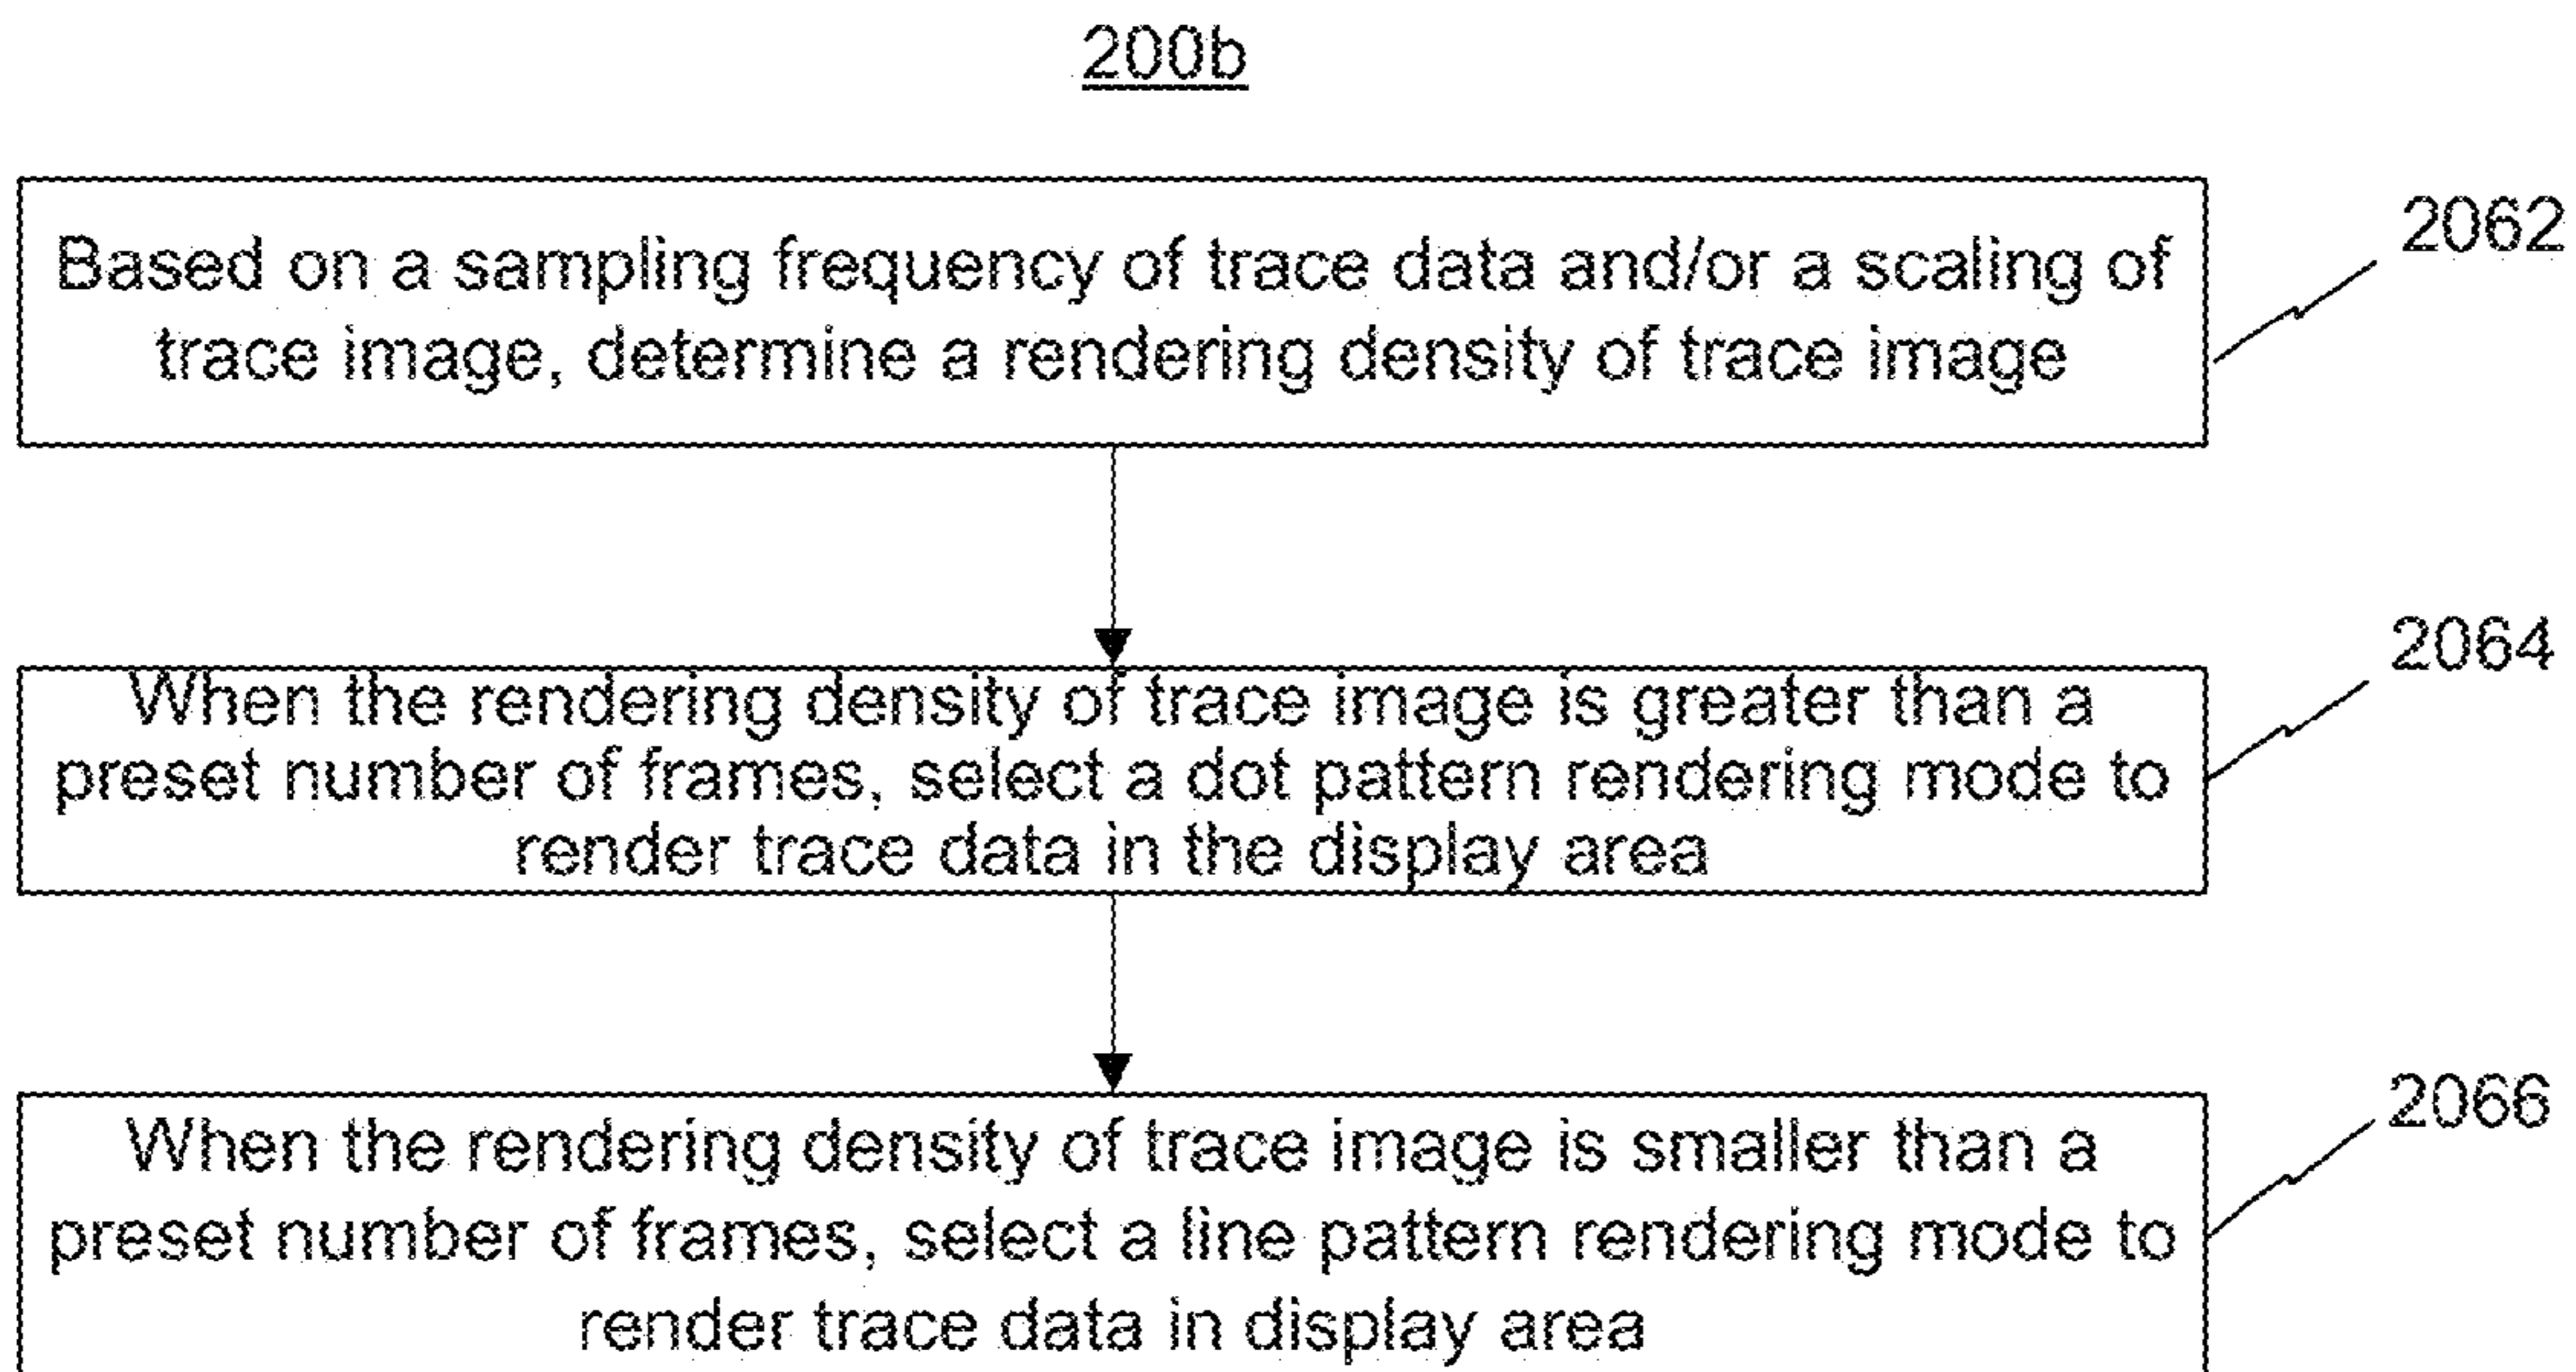 200b
Based on a sampling frequency of trace data and/or a scaling of
trace image, determine a rendering density of trace image
2062
When the rendering density of trace image is greater than a
preset number of frames, select a dot pattern rendering mode to
render trace data in the display area
2064
When the rendering density of trace image is smaller than a
preset number of frames, select a line pattern rendering mode to
render trace data in display area
2066